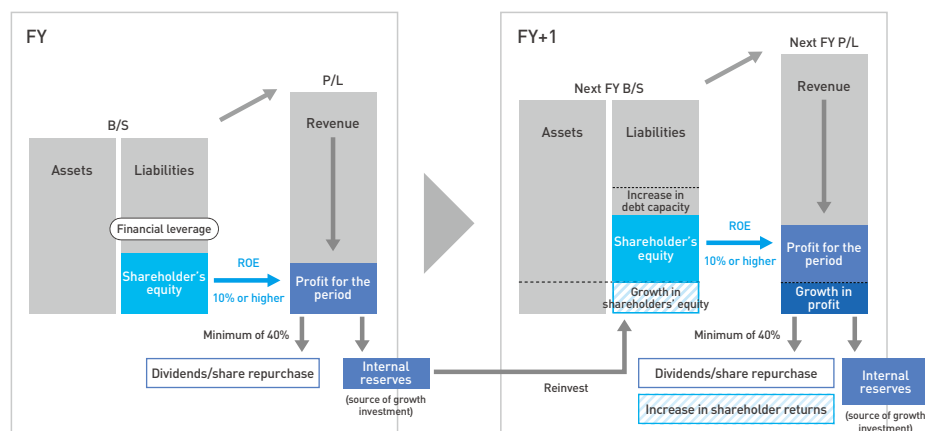 FY
B/S
Assets
Liabilities
Financial leverage
Shareholder's
equity
P/L
Revenue
ROE
10% or higher
Profit for the
period
Minimum of 40%
Dividends/share repurchase
Internal
reserves
(source of growth
investment)
Reinvest
FY+1
Next FY B/S
Assets
Liabilities
Increase in
debt capacity
Shareholder's
equity
Growth in
shareholders' equity
Next FY P/L
Revenue
ROE
10% or higher
Profit for the
period
Growth in
profit
Minimum of 40%
Dividends/share repurchase
Increase in shareholder returns
Internal
reserves
(source of growth
investment)